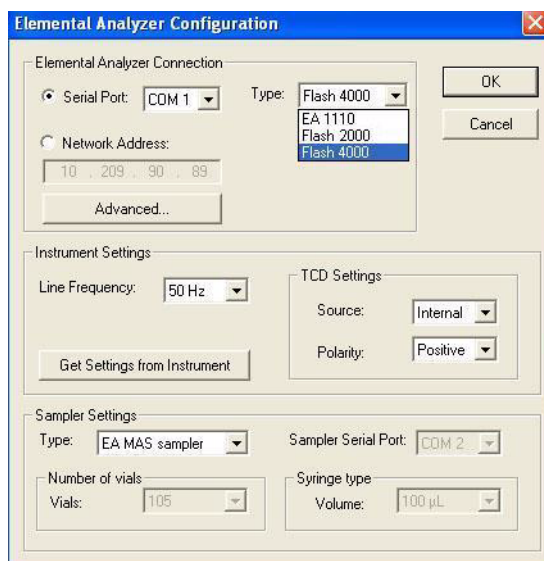 Elemental Analyzer Configuration
Elemental Analyzer Connection
Serial Port: COM 1 Type: Flash 4000 OK
EA 1110
Flash 2000
Flash 4000
Cancel
Network Address:
10 . 209 . 90 . 89
Advanced...
Instrument Settings
Line Frequency: 50 Hz
TCD Settings
Source: Internal
Polarity: Positive
Get Settings from Instrument
Sampler Settings
Type: EA MAS sampler Sampler Serial Port: COM 2
Number of vials
Vials: 105
Syringe type
Volume: 100 µL